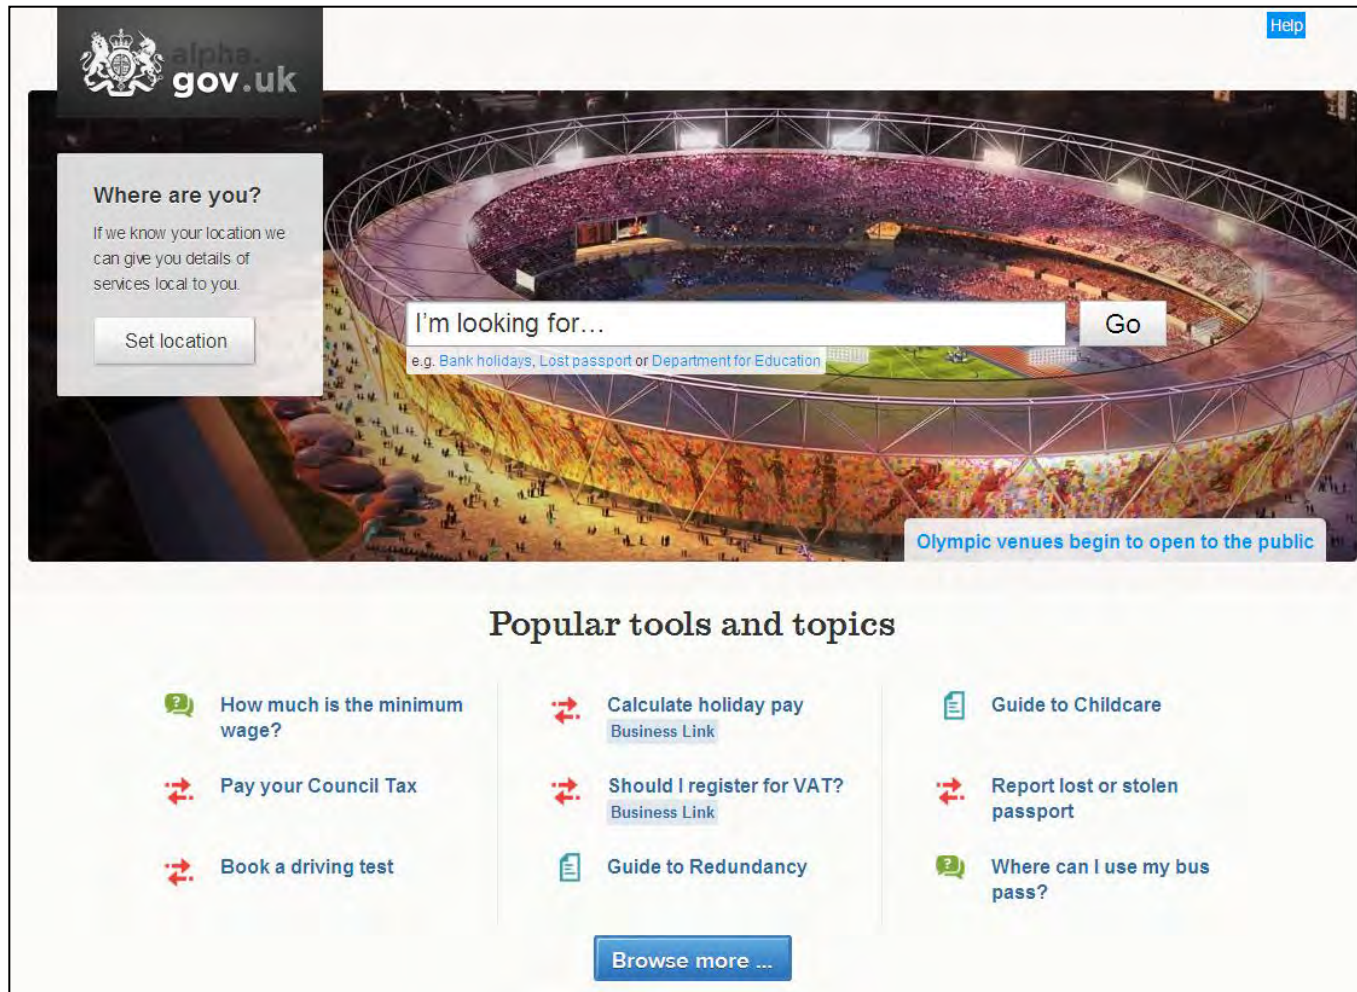 Help
alpha.
gov.uk
Where are you?
If we know your location we
can give you details of
services local to you.
Set location
I'm looking for...
Go
e.g. Bank holidays, Lost passport or Department for Education
Olympic venues begin to open to the public
Popular tools and topics
How much is the minimum
wage?
Pay your Council Tax
Book a driving test
Calculate holiday pay
Business Link
Should I register for VAT?
Business Link
Guide to Redundancy
Guide to Childcare
Report lost or stolen
passport
Where can I use my bus
pass?
Browse more ...